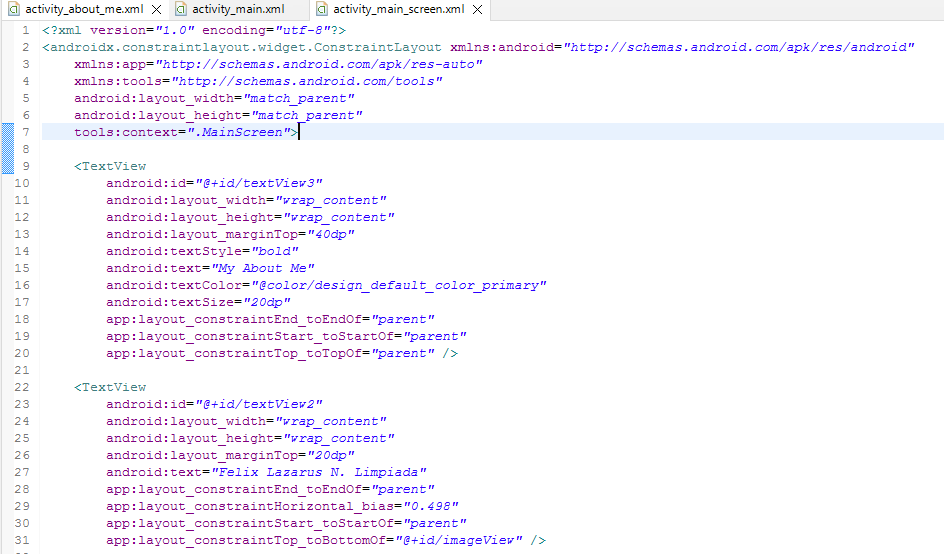 activity_about_me.xml activity_main.xml activity_main_screen.xml
1 <?xml version="1.0" encoding="utf-8"?>
2 <androidx.constraintlayout.widget.ConstraintLayout xmlns:android="http://schemas.android.com/apk/res/android"
3 xmlns:app="http://schemas.android.com/apk/res-auto"
4 xmlns:tools="http://schemas.android.com/tools"
5 android:layout_width="match_parent"
6 android:layout_height="match_parent"
7 tools:context=".MainScreen">
8
9 <TextView
10 android:id="@+id/textView3"
11 android:layout_width="wrap_content"
12 android:layout_height="wrap_content"
13 android:layout_marginTop="40dp"
14 android:textStyle="bold"
15 android:text="My About Me"
16 android:textColor="@color/design_default_color_primary"
17 android:textSize="20dp"
18 app:layout_constraintEnd_toEndOf="parent"
19 app:layout_constraintStart_toStartOf="parent"
20 app:layout_constraintTop_toTopOf="parent" />
21
22 <TextView
23 android:id="@+id/textView2"
24 android:layout_width="wrap_content"
25 android:layout_height="wrap_content"
26 android:layout_marginTop="20dp"
27 android:text="Felix Lazarus N. Limpiada"
28 app:layout_constraintEnd_toEndOf="parent"
29 app:layout_constraintHorizontal_bias="0.498"
30 app:layout_constraintStart_toStartOf="parent"
31 app:layout_constraintTop_toBottomOf="@+id/imageView" />